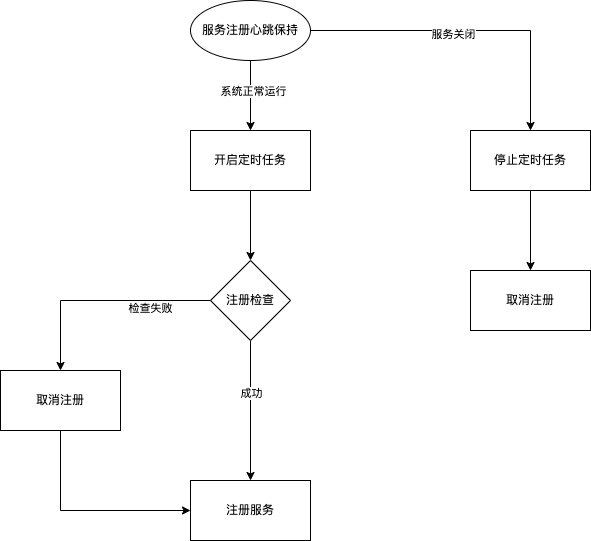 服务注册心跳保持
服务关闭
系统正常运行
开启定时任务
停止定时任务
注册检查
取消注册
检查失败
取消注册
成功
注册服务